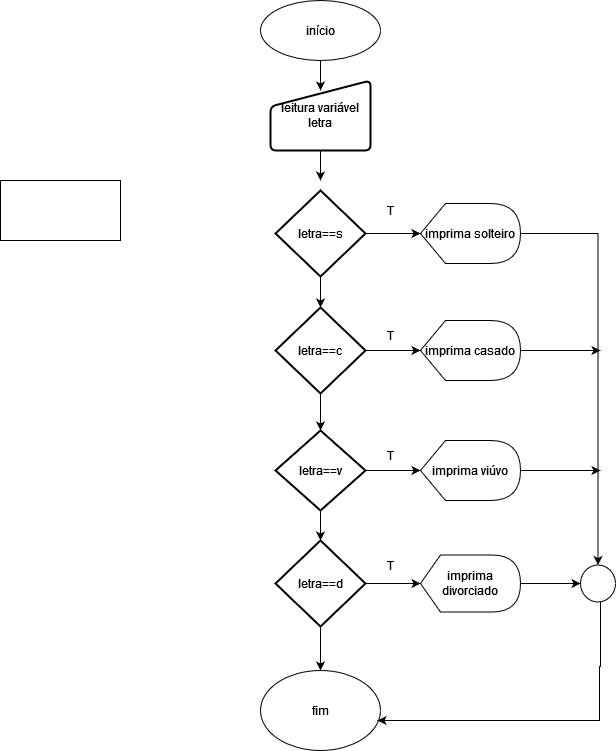 início
leitura variável
letra
T
letra==s
imprima solteiro
T
letra==c
imprima casado
T
letra==v
imprima viúvo
T
letra==d
imprima
divorciado
fim